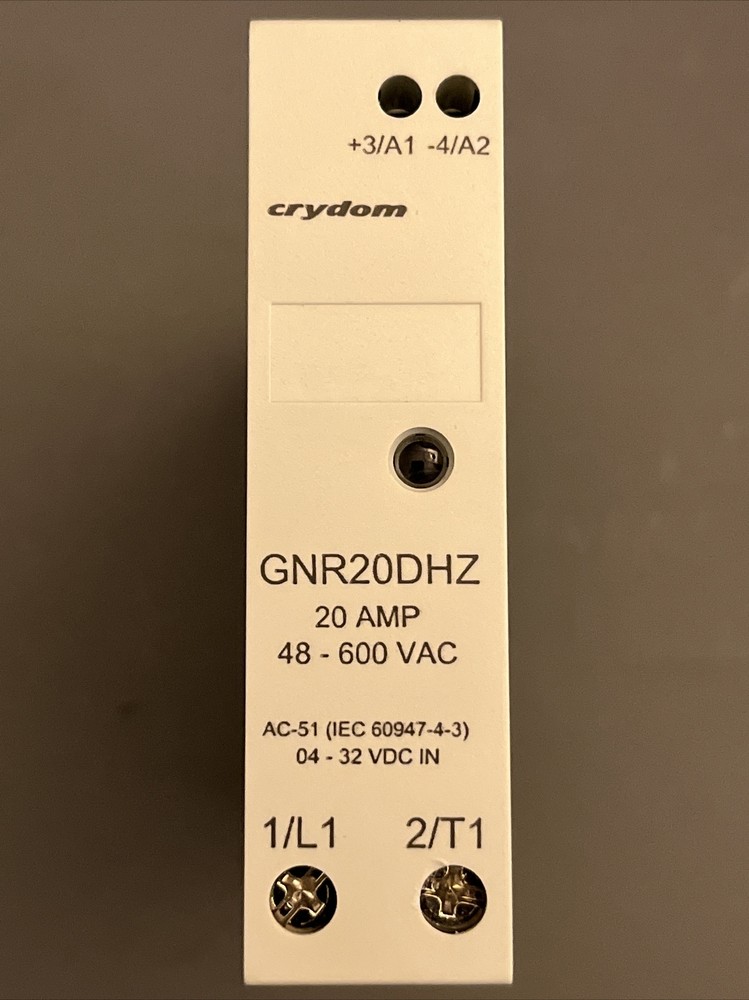 +3/A1 -4/A2
crydom
GNR20DHZ
20 AMP
48 - 600 VAC
AC-51 (IEC 60947-4-3)
04 - 32 VDC IN
1/L1 2/T1